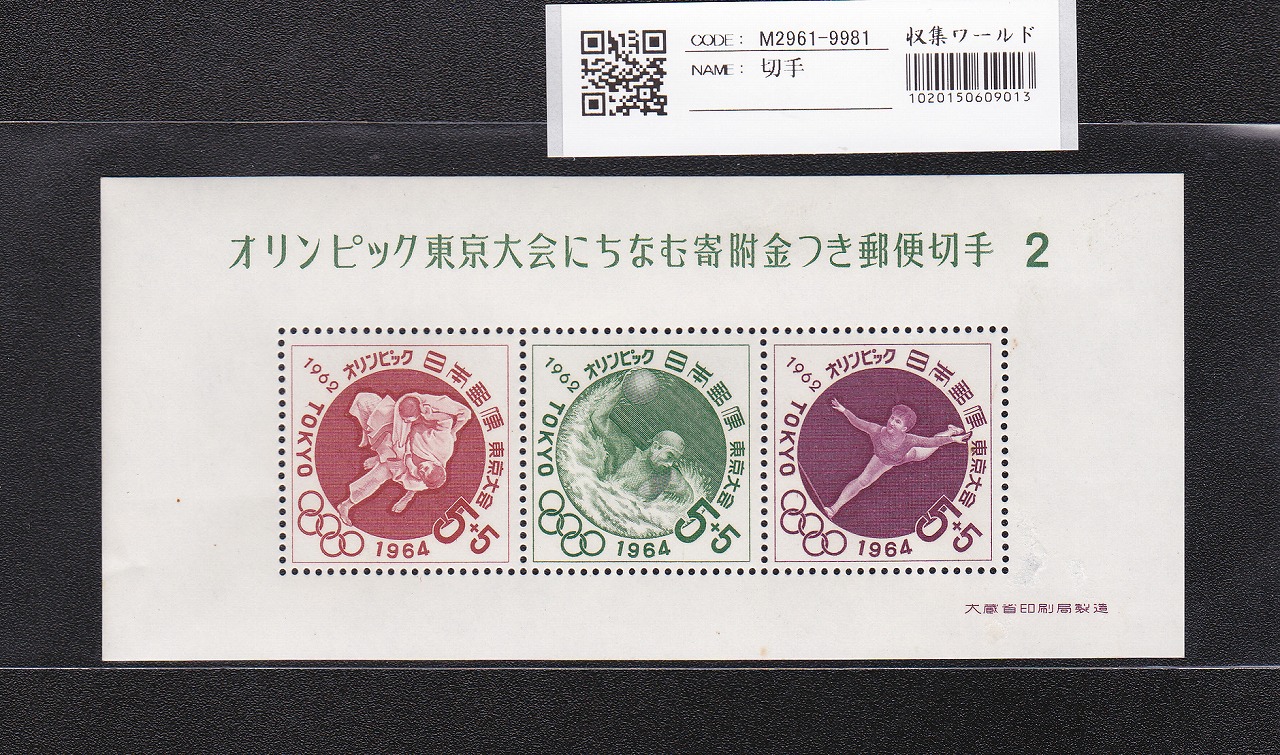 CODE: M2961-9981
収集ワールド
NAME: 切手
1020150609013
オリンピック東京大会にちなむ寄附金つき郵便切手 2
1962 オリンピック 日本郵便
TOKYO
東京大会
5+5
1964
1962 オリンピック 日本郵便
TOKYO
東京大会
5+5
1964
1962 オリンピック 日本郵便
TOKYO
東京大会
5+5
1964
大蔵省印刷局製造